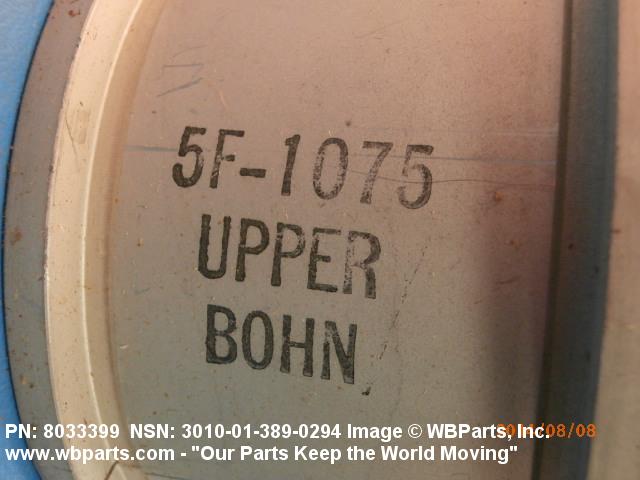 5F-1075
UPPER
BOHN
PN: 8033399 NSN: 3010-01-389-0294 Image © WBParts, Inc.
www.wbparts.com - "Our Parts Keep the World Moving"